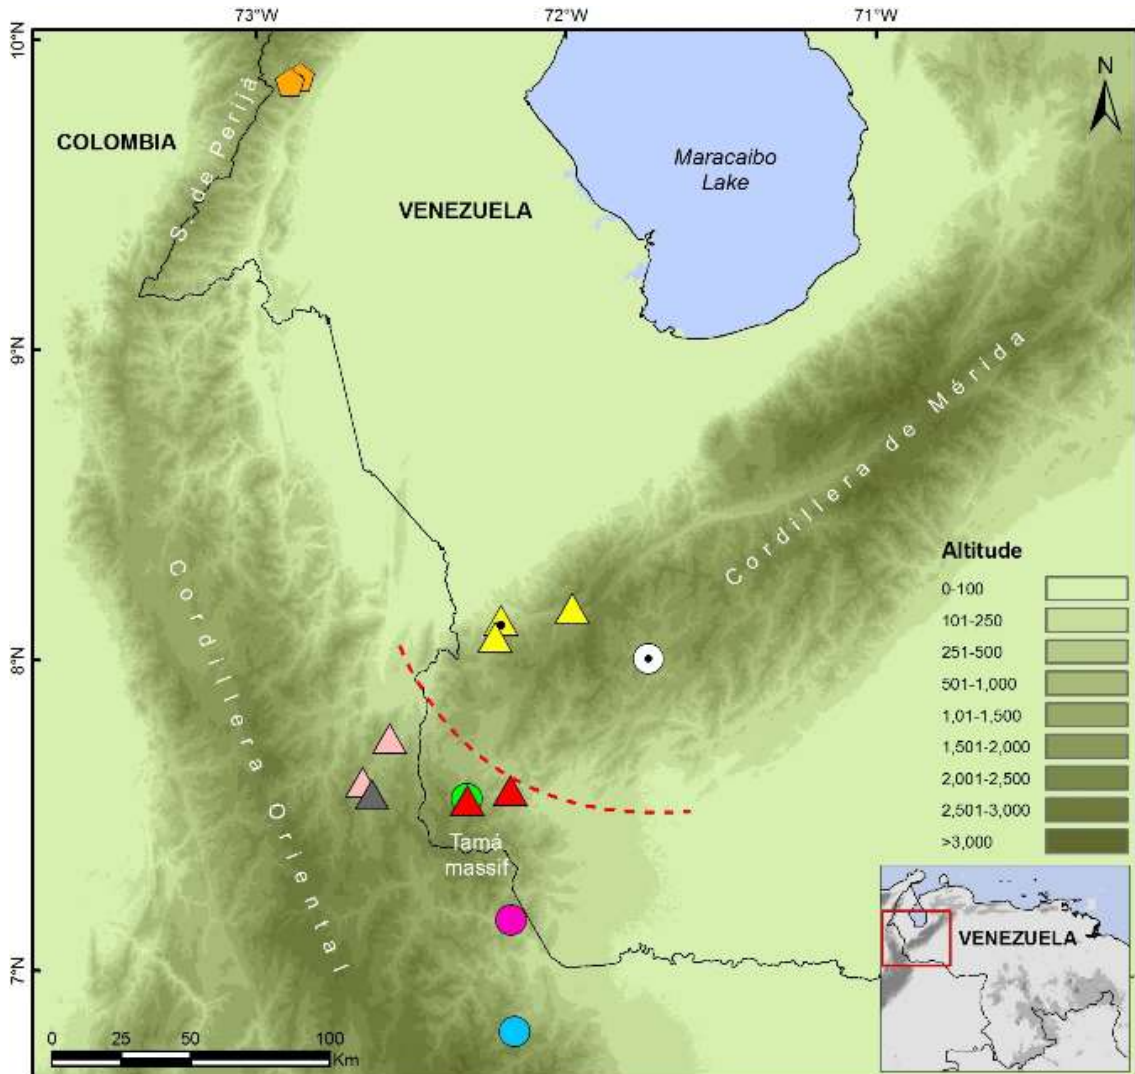 73°W 72°W 71°W
10°N
S. de Perijá
COLOMBIA
VENEZUELA
Maracaibo
Lake
N
9°N
Cordillera de Mérida
Cordillera Oriental
8°N
Altitude
0-100
101-250
251-500
501-1,000
1,01-1,500
1,501-2,000
2,001-2,500
2,501-3,000
>3,000
Tamá
massif
7°N
VENEZUELA
0 25 50 100
Km